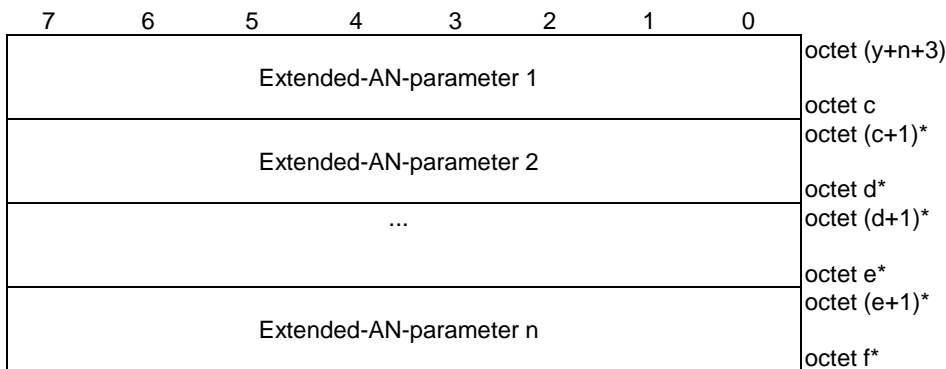 7 6 5 4 3 2 1 0
octet (y+n+3)
Extended-AN-parameter 1
octet c
octet (c+1)*
Extended-AN-parameter 2
octet d*
...
octet (d+1)*
octet e*
octet (e+1)*
Extended-AN-parameter n
octet f*